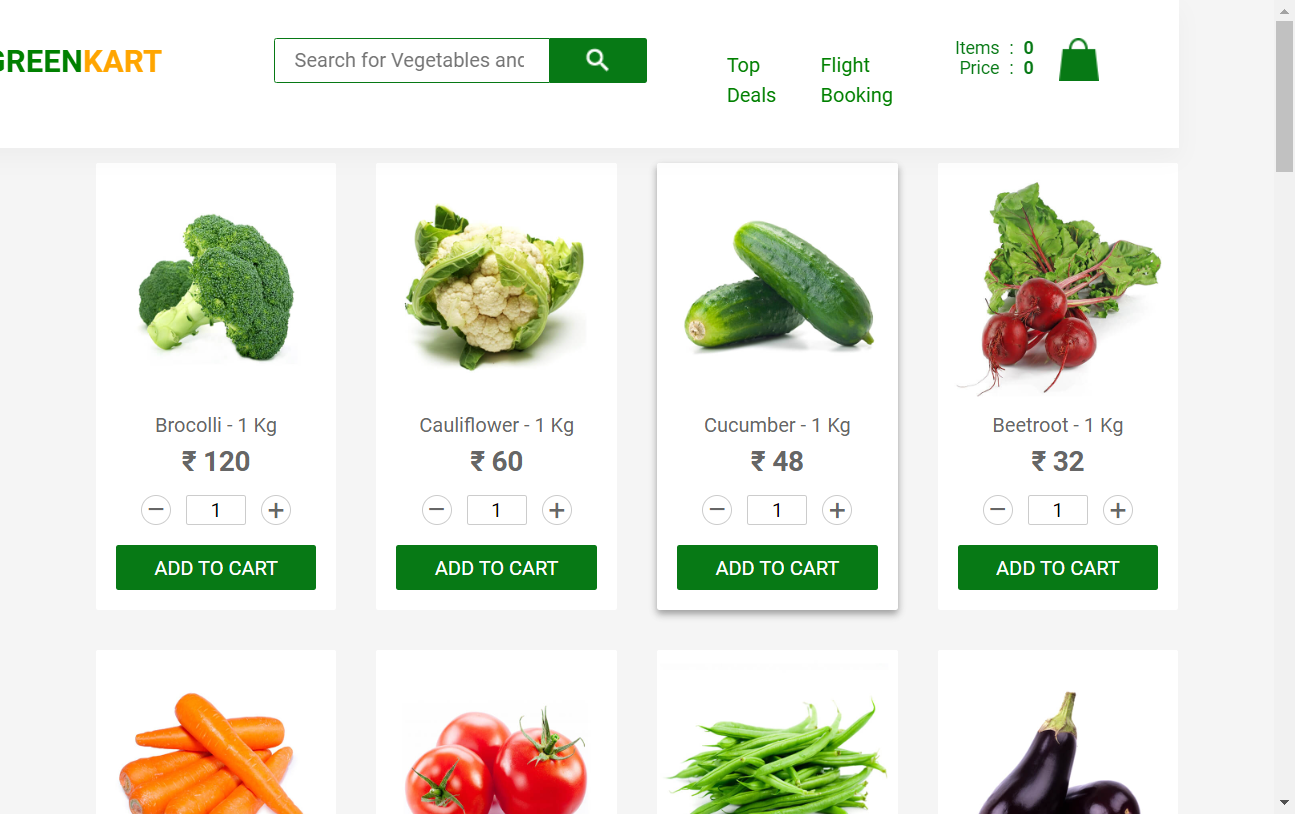 GREENKART
Search for Vegetables and
Top
Deals
Flight
Booking
Items : 0
Price : 0
Brocolli - 1 Kg
₹ 120
− 1 +
ADD TO CART
Cauliflower - 1 Kg
₹ 60
− 1 +
ADD TO CART
Cucumber - 1 Kg
₹ 48
− 1 +
ADD TO CART
Beetroot - 1 Kg
₹ 32
− 1 +
ADD TO CART